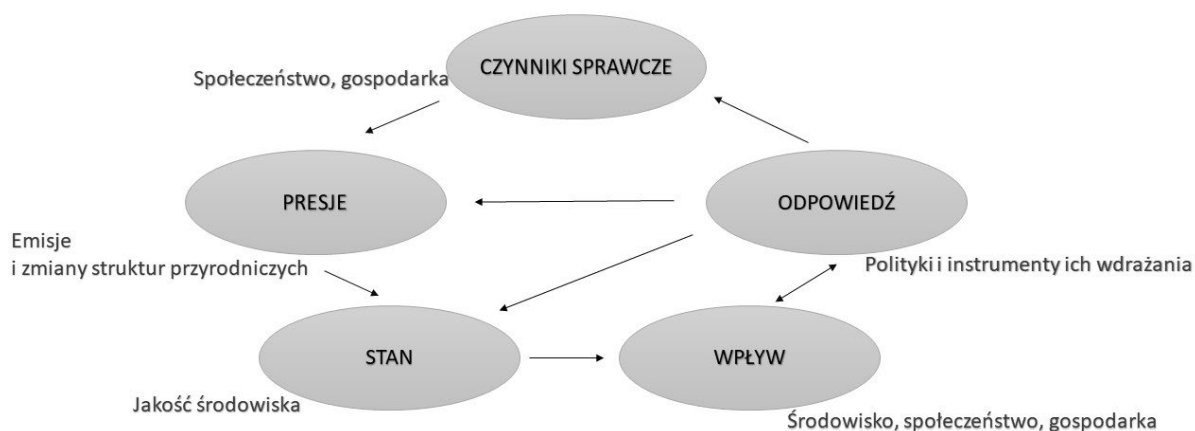 CZYNNIKI SPRAWCZE
Społeczeństwo, gospodarka
PRESJE
ODPOWIEDŹ
Emisje
i zmiany struktur przyrodniczych
Polityki i instrumenty ich wdrażania
STAN
WPŁYW
Jakość środowiska
Środowisko, społeczeństwo, gospodarka